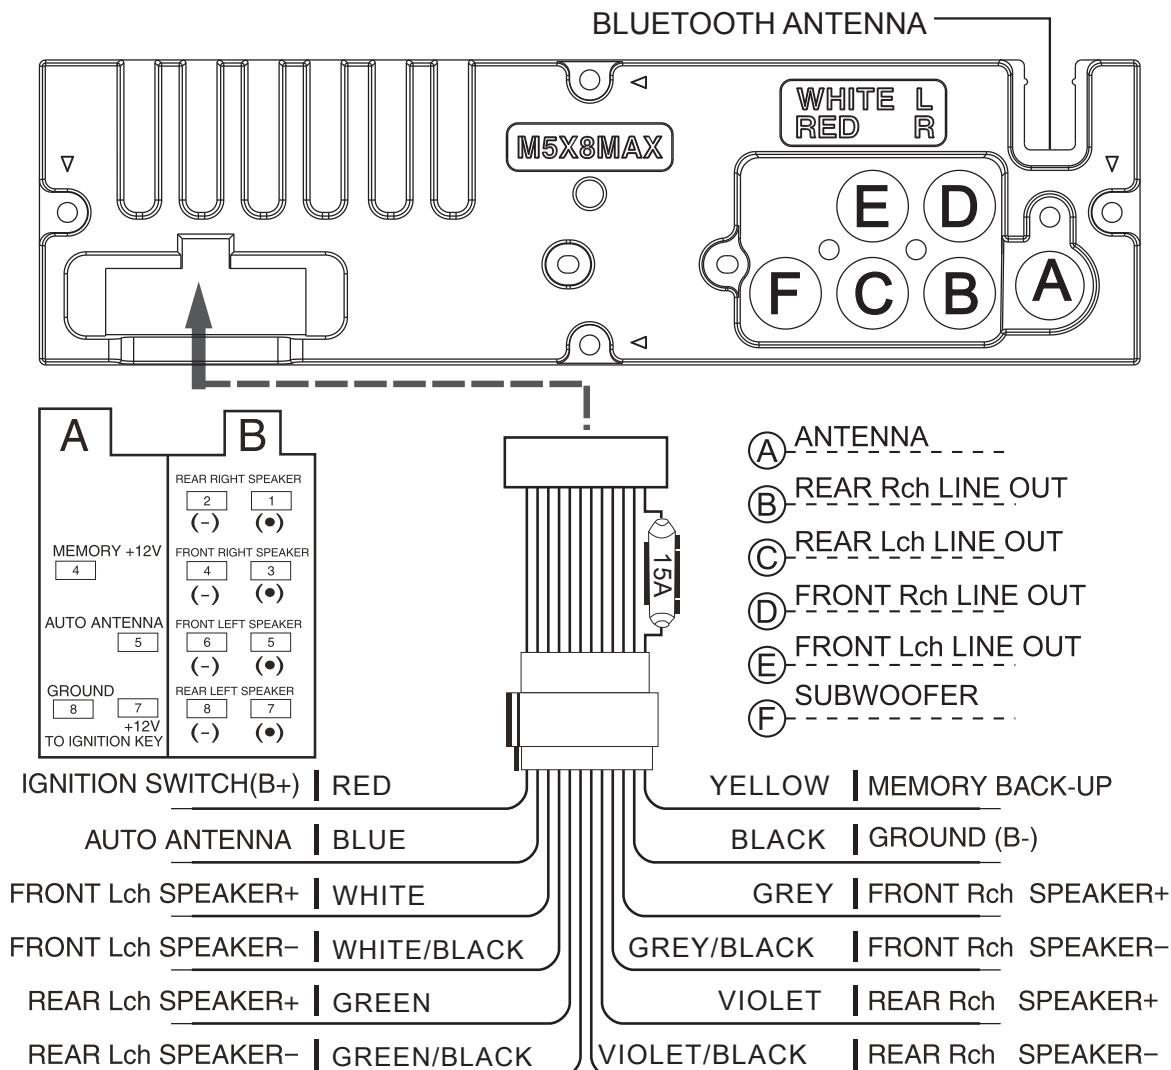 BLUETOOTH ANTENNA
WHITE L
RED R
M5X8MAX
E D
F C B A
A B
REAR RIGHT SPEAKER
2 1
(-) (●)
MEMORY +12V
4
FRONT RIGHT SPEAKER
4 3
(-) (●)
AUTO ANTENNA
5
FRONT LEFT SPEAKER
6 5
(-) (●)
GROUND
8 7
+12V
TO IGNITION KEY
REAR LEFT SPEAKER
8 7
(-) (●)
15A
A ANTENNA
B REAR Rch LINE OUT
C REAR Lch LINE OUT
D FRONT Rch LINE OUT
E FRONT Lch LINE OUT
F SUBWOOFER
IGNITION SWITCH(B+) RED
AUTO ANTENNA BLUE
FRONT Lch SPEAKER+ WHITE
FRONT Lch SPEAKER− WHITE/BLACK
REAR Lch SPEAKER+ GREEN
REAR Lch SPEAKER− GREEN/BLACK
YELLOW MEMORY BACK-UP
BLACK GROUND (B-)
GREY FRONT Rch SPEAKER+
GREY/BLACK FRONT Rch SPEAKER−
VIOLET REAR Rch SPEAKER+
VIOLET/BLACK REAR Rch SPEAKER−